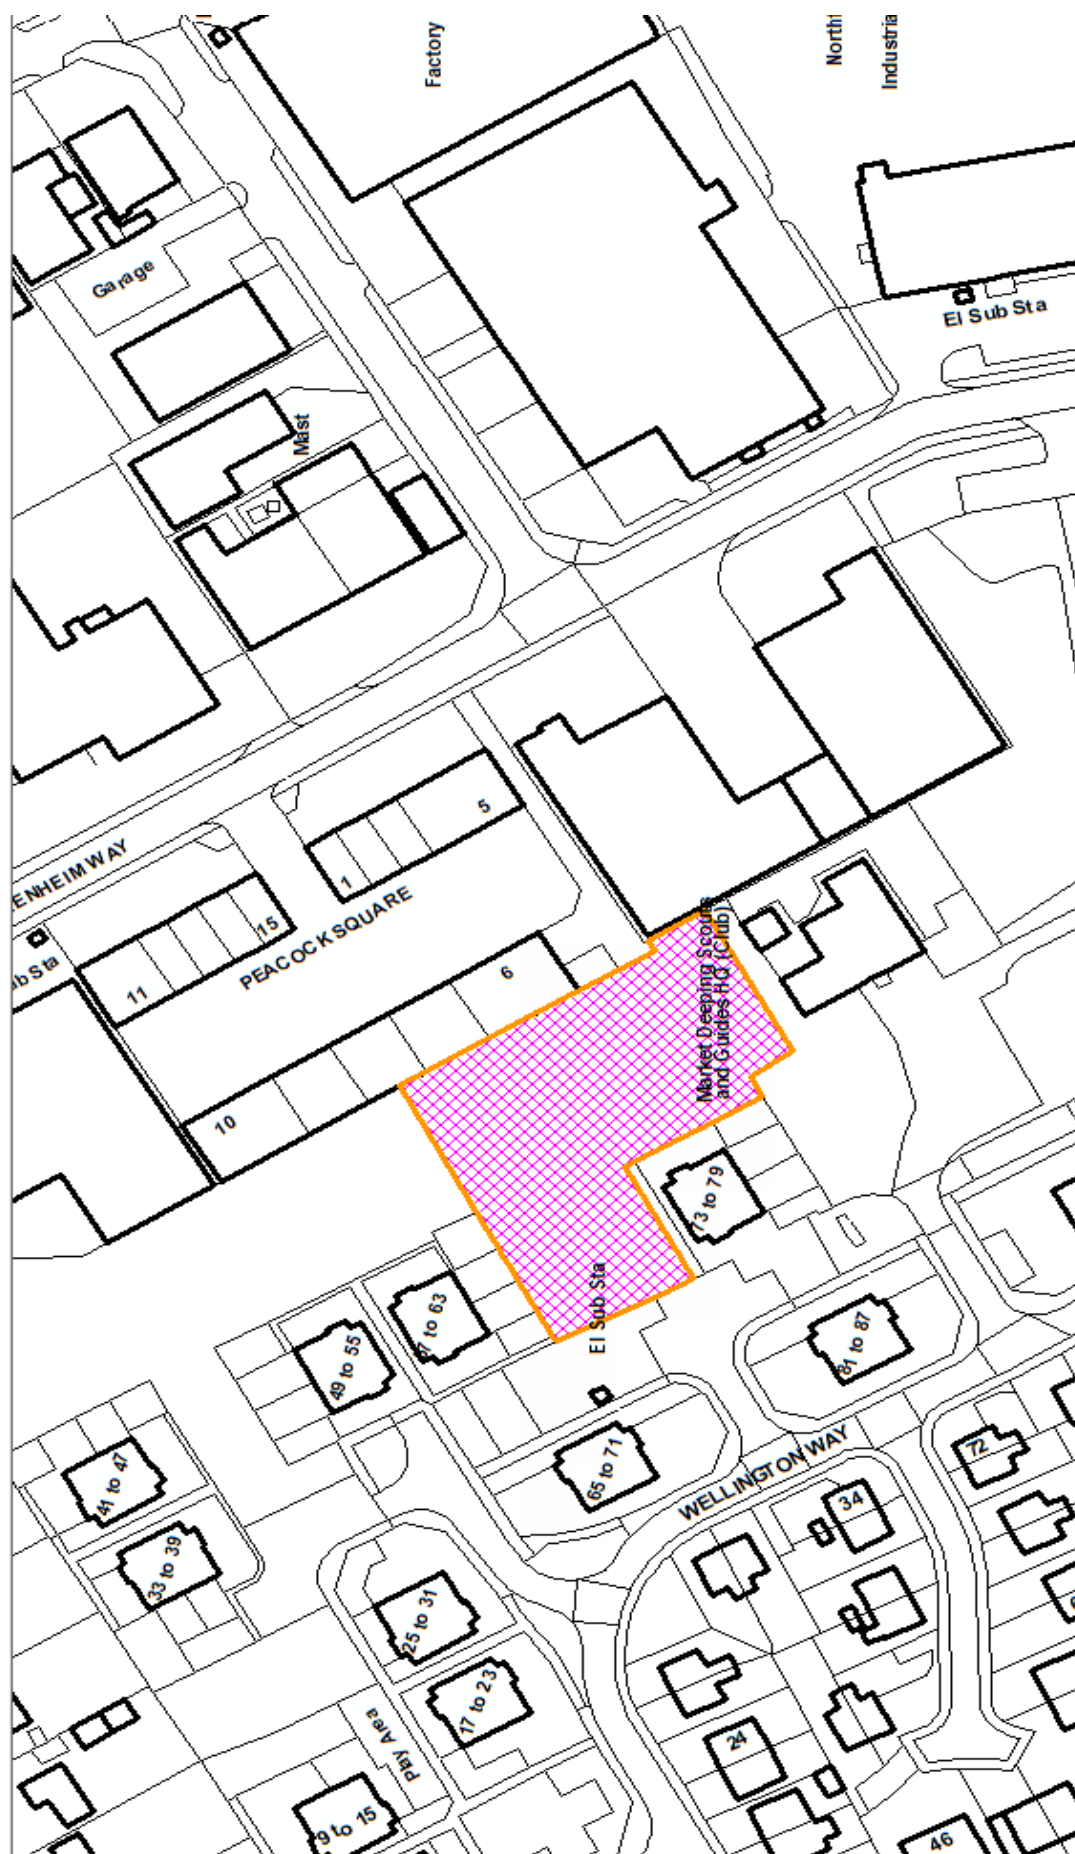 Factory
North
Industria
Garage
El Sub Sta
Mast
ENHEIM WAY
5
1
15
PEACOCK SQUARE
ub Sta
11
6
10
Market Deeping Scouts
and Guides HQ (Club)
73 to 79
El Sub Sta
57 to 63
49 to 55
81 to 87
41 to 47
65 to 71
WELLINGTON WAY
72
34
33 to 39
25 to 31
17 to 23
Play Area
24
9 to 15
46